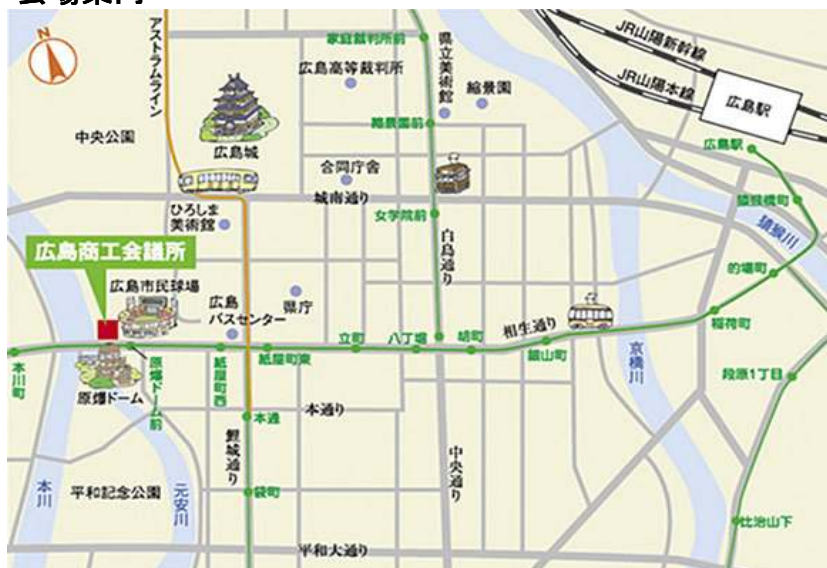 N
アストラムライン
家庭裁判所前
県立美術館
JR山陽新幹線
JR山陽本線
広島高等裁判所
縮景園
広島駅
中央公園
縮景園前
広島城
広島駅
合同庁舎
城南通り
女学院前
猿猴橋町
ひろしま
美術館
白島通り
猿猴川
広島商工会議所
的場町
広島市民球場
県庁
広島
バスセンター
相生通り
稲荷町
立町
八丁堀
胡町
銀山町
京橋川
紙屋町東
紙屋町西
本川町
原爆ドーム前
原爆ドーム
段原1丁目
本通り
本通
鯉城通り
中央通り
本川
平和記念公園
元安川
袋町
比治山下
平和大通り